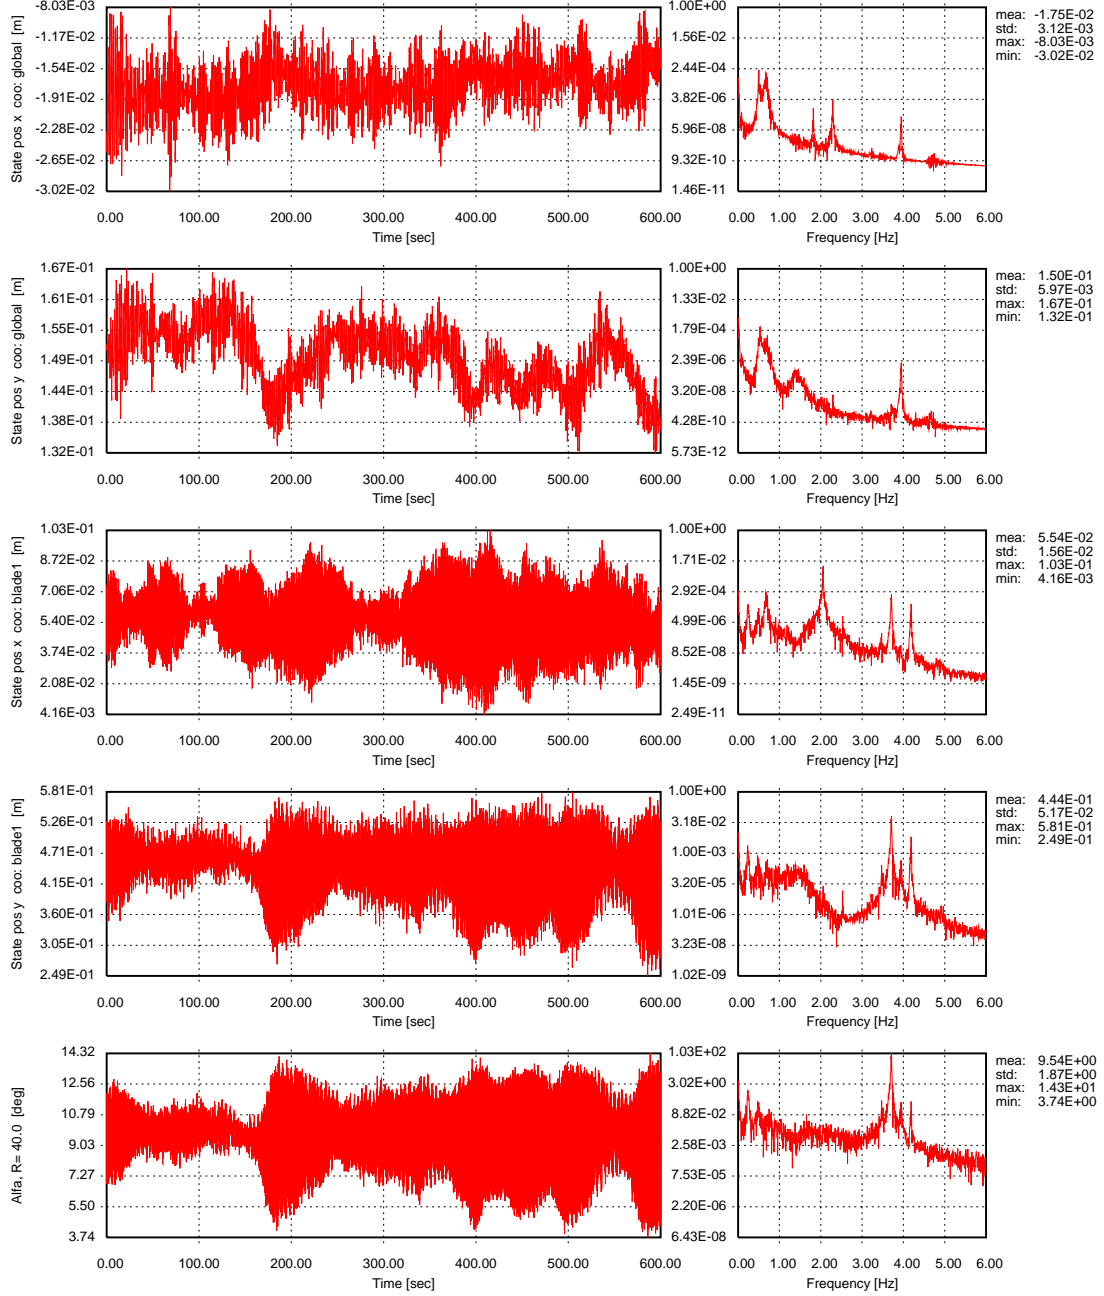 State pos x coo: global [m]
-8.03E-03
-1.17E-02
-1.54E-02
-1.91E-02
-2.28E-02
-2.65E-02
-3.02E-02
0.00 100.00 200.00 300.00 400.00 500.00 600.00
Time [sec]
1.00E+00
1.56E-02
2.44E-04
3.82E-06
5.96E-08
9.32E-10
1.46E-11
0.00 1.00 2.00 3.00 4.00 5.00 6.00
Frequency [Hz]
mea: -1.75E-02
std: 3.12E-03
max: -8.03E-03
min: -3.02E-02
State pos y coo: global [m]
1.67E-01
1.61E-01
1.55E-01
1.49E-01
1.44E-01
1.38E-01
1.32E-01
0.00 100.00 200.00 300.00 400.00 500.00 600.00
Time [sec]
1.00E+00
1.33E-02
1.79E-04
2.39E-06
3.20E-08
4.28E-10
5.73E-12
0.00 1.00 2.00 3.00 4.00 5.00 6.00
Frequency [Hz]
mea: 1.50E-01
std: 5.97E-03
max: 1.67E-01
min: 1.32E-01
State pos x coo: blade1 [m]
1.03E-01
8.72E-02
7.06E-02
5.40E-02
3.74E-02
2.08E-02
4.16E-03
0.00 100.00 200.00 300.00 400.00 500.00 600.00
Time [sec]
1.00E+00
1.71E-02
2.92E-04
4.99E-06
8.52E-08
1.45E-09
2.49E-11
0.00 1.00 2.00 3.00 4.00 5.00 6.00
Frequency [Hz]
mea: 5.54E-02
std: 1.56E-02
max: 1.03E-01
min: 4.16E-03
State pos y coo: blade1 [m]
5.81E-01
5.26E-01
4.71E-01
4.15E-01
3.60E-01
3.05E-01
2.49E-01
0.00 100.00 200.00 300.00 400.00 500.00 600.00
Time [sec]
1.00E+00
3.18E-02
1.00E-03
3.20E-05
1.01E-06
3.23E-08
1.02E-09
0.00 1.00 2.00 3.00 4.00 5.00 6.00
Frequency [Hz]
mea: 4.44E-01
std: 5.17E-02
max: 5.81E-01
min: 2.49E-01
Alfa, R= 40.0 [deg]
14.32
12.56
10.79
9.03
7.27
5.50
3.74
0.00 100.00 200.00 300.00 400.00 500.00 600.00
Time [sec]
1.03E+02
3.02E+00
8.82E-02
2.58E-03
7.53E-05
2.20E-06
6.43E-08
0.00 1.00 2.00 3.00 4.00 5.00 6.00
Frequency [Hz]
mea: 9.54E+00
std: 1.87E+00
max: 1.43E+01
min: 3.74E+00